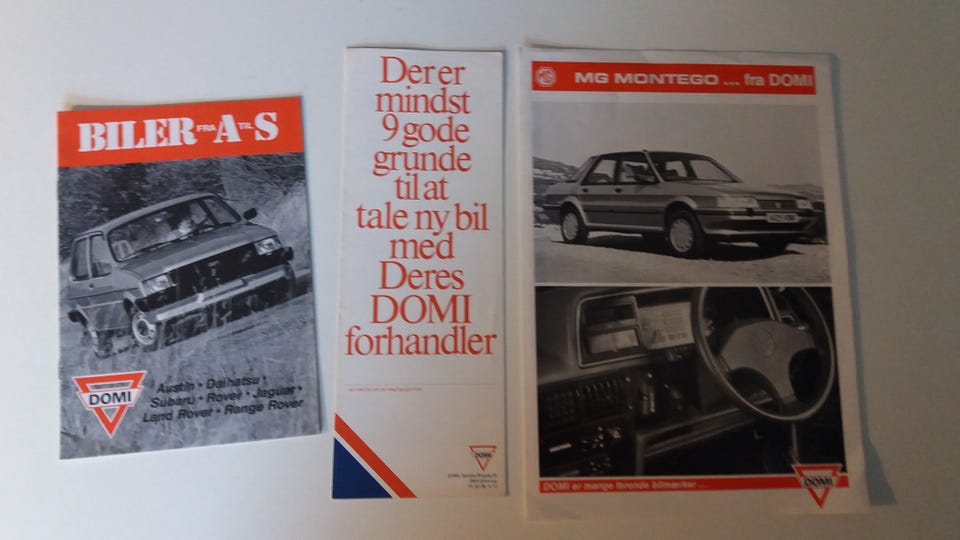 BILER FRA A TIL S
DOMI
Austin · Daihatsu ·
Subaru · Rover · Jaguar ·
Land Rover · Range Rover
Der er
mindst
9 gode
grunde
til at
tale ny bil
med
Deres
DOMI
forhandler
DOMI
MG MONTEGO ... fra DOMI
MG
DOMI er mange førende bilmærker ...
DOMI